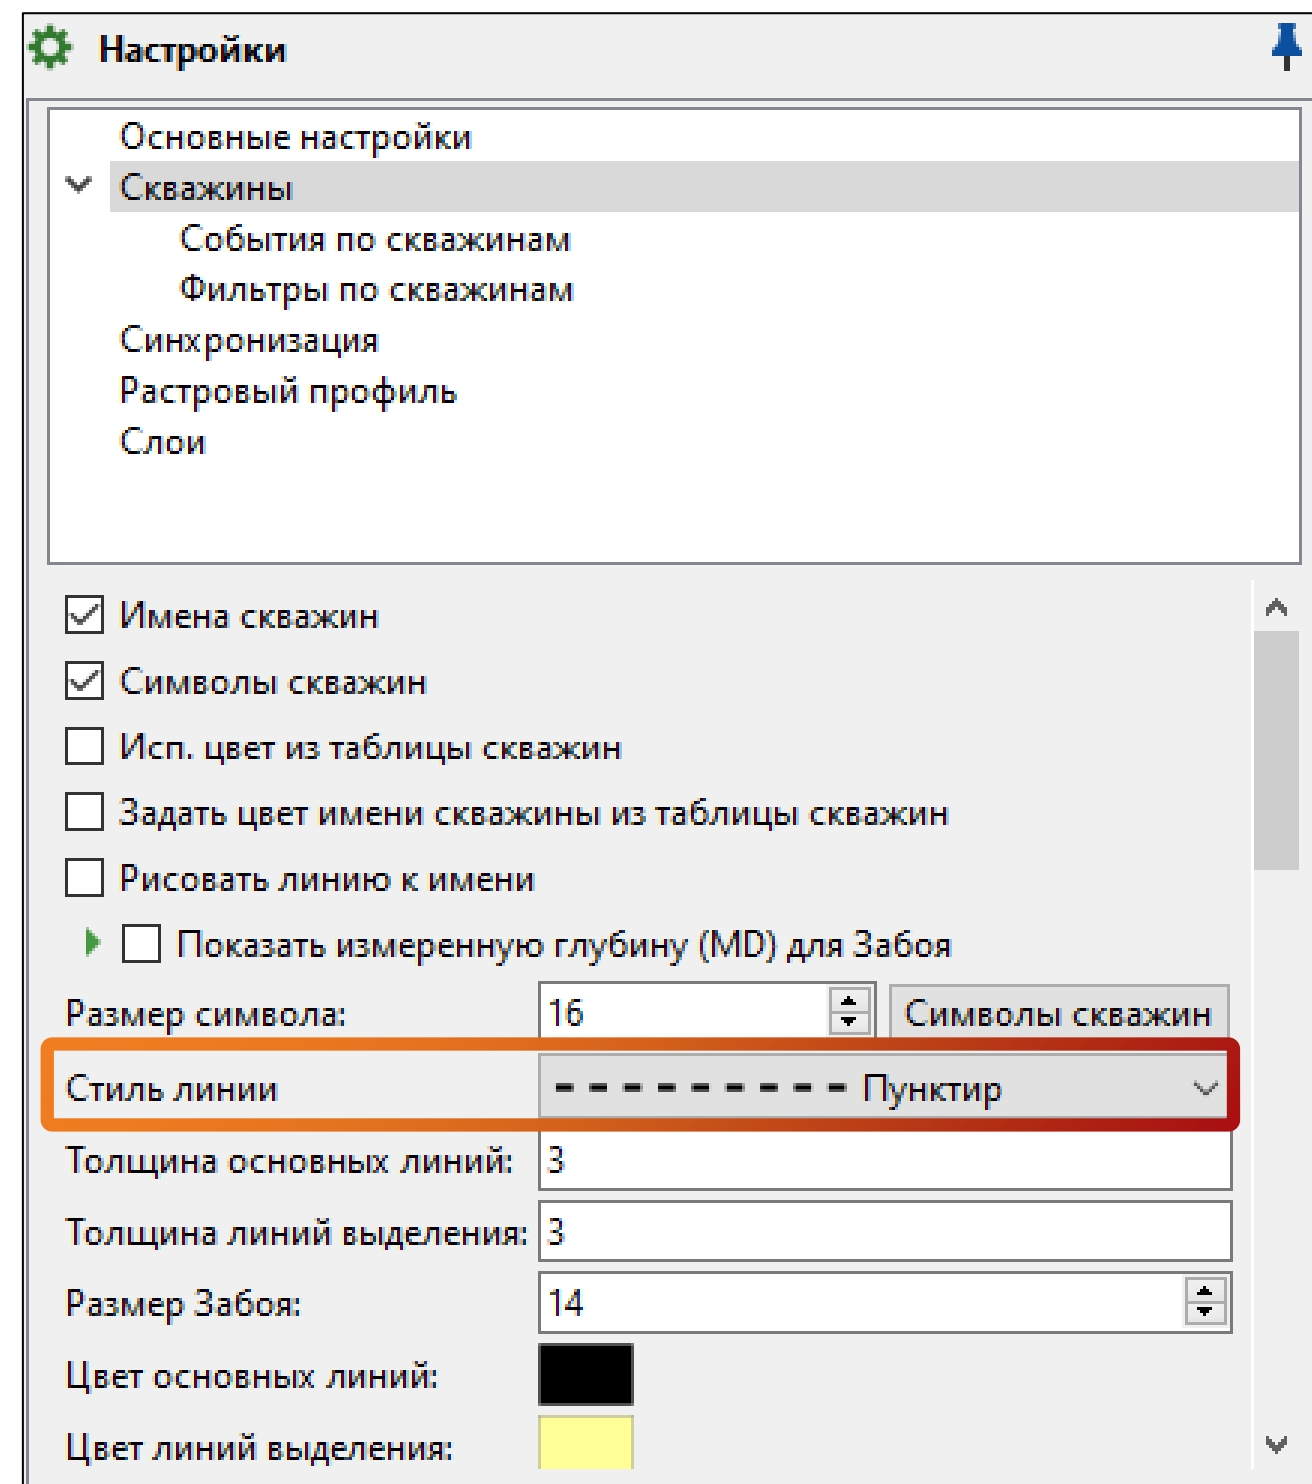 Настройки
Основные настройки
Скважины
События по скважинам
Фильтры по скважинам
Синхронизация
Растровый профиль
Слои
Имена скважин
Символы скважин
Исп. цвет из таблицы скважин
Задать цвет имени скважины из таблицы скважин
Рисовать линию к имени
Показать измеренную глубину (MD) для Забоя
Размер символа: 16 Символы скважин
Стиль линии Пунктир
Толщина основных линий: 3
Толщина линий выделения: 3
Размер Забоя: 14
Цвет основных линий:
Цвет линий выделения: